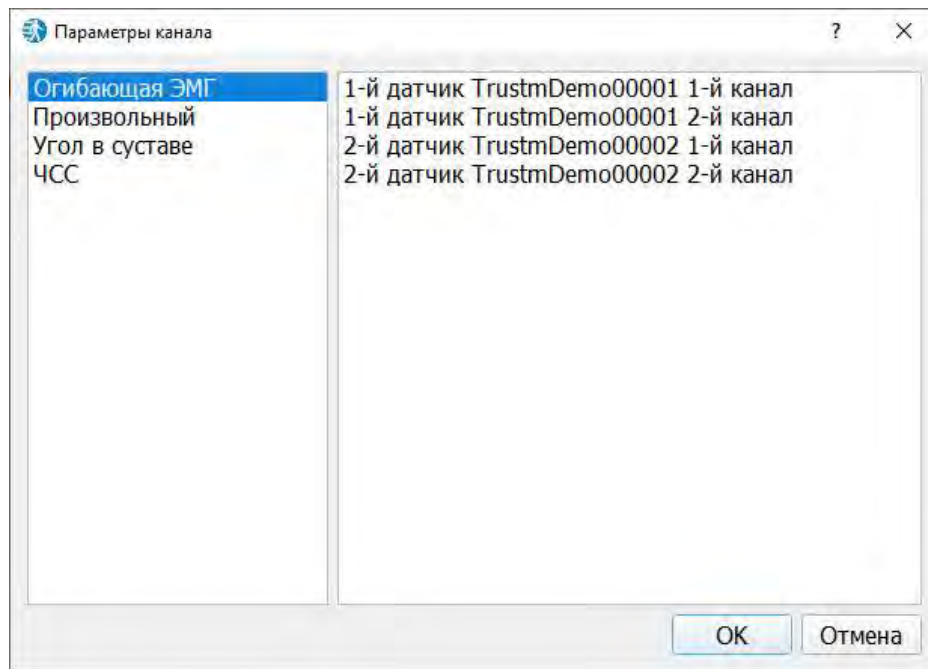 Параметры канала
?
Огибающая ЭМГ
Произвольный
Угол в суставе
ЧСС
1-й датчик TrustmDemo00001 1-й канал
1-й датчик TrustmDemo00001 2-й канал
2-й датчик TrustmDemo00002 1-й канал
2-й датчик TrustmDemo00002 2-й канал
OK
Отмена